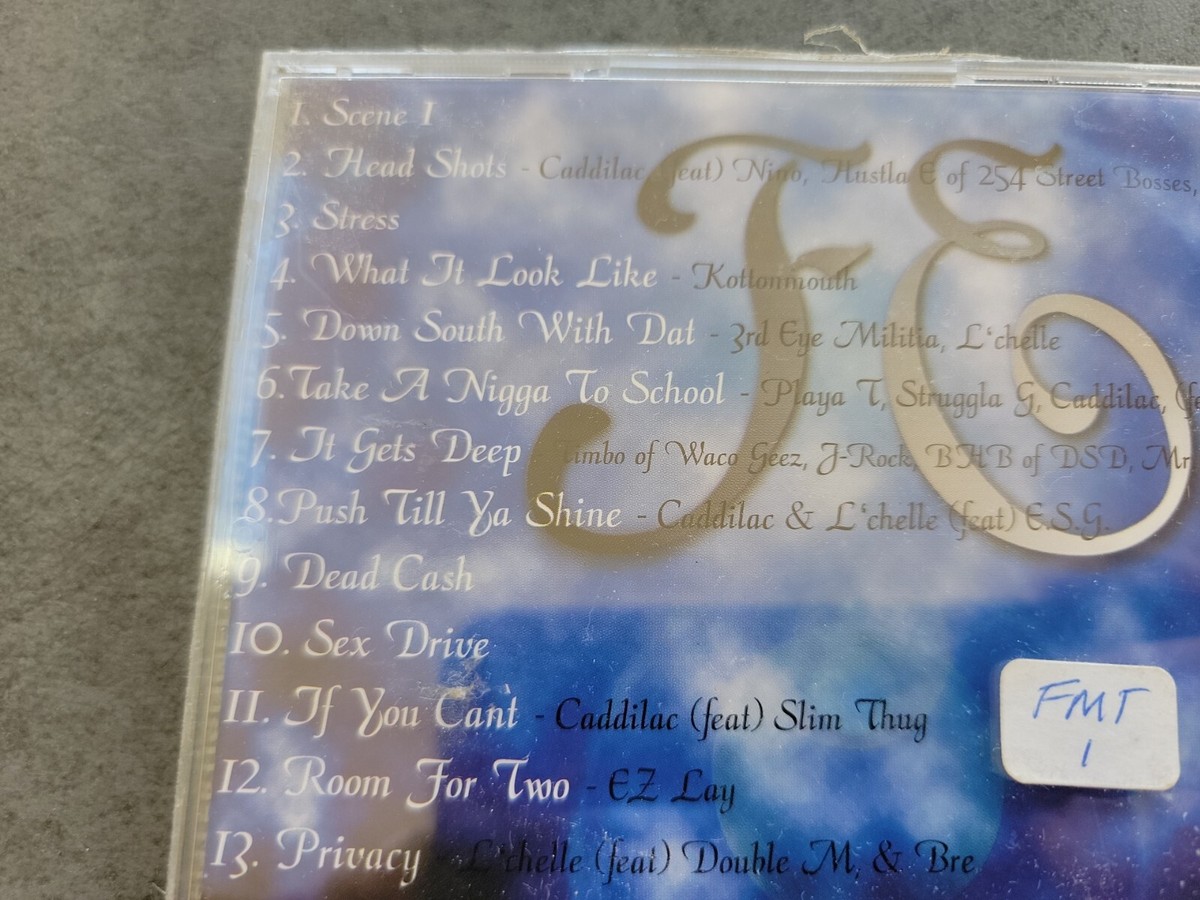 1. Scene 1
2. Head Shots - Caddilac (feat) Nino, Hustla E of 254 Street Bosses,
3. Stress
4. What It Look Like - Kottonmouth
5. Down South With Dat - 3rd Eye Militia, L'chelle
6. Take A Nigga To School - Playa T, Struggla G, Caddilac, (fe
7. It Gets Deep - Timbo of Waco Geez, J-Rock, BHB of DSD, Mr
8. Push Till Ya Shine - Caddilac & L'chelle (feat) E.S.G.
9. Dead Cash
10. Sex Drive
11. If You Cant - Caddilac (feat) Slim Thug
12. Room For Two - EZ Lay
13. Privacy - L'chelle (feat) Double M, & Bre
FE
FMT
1